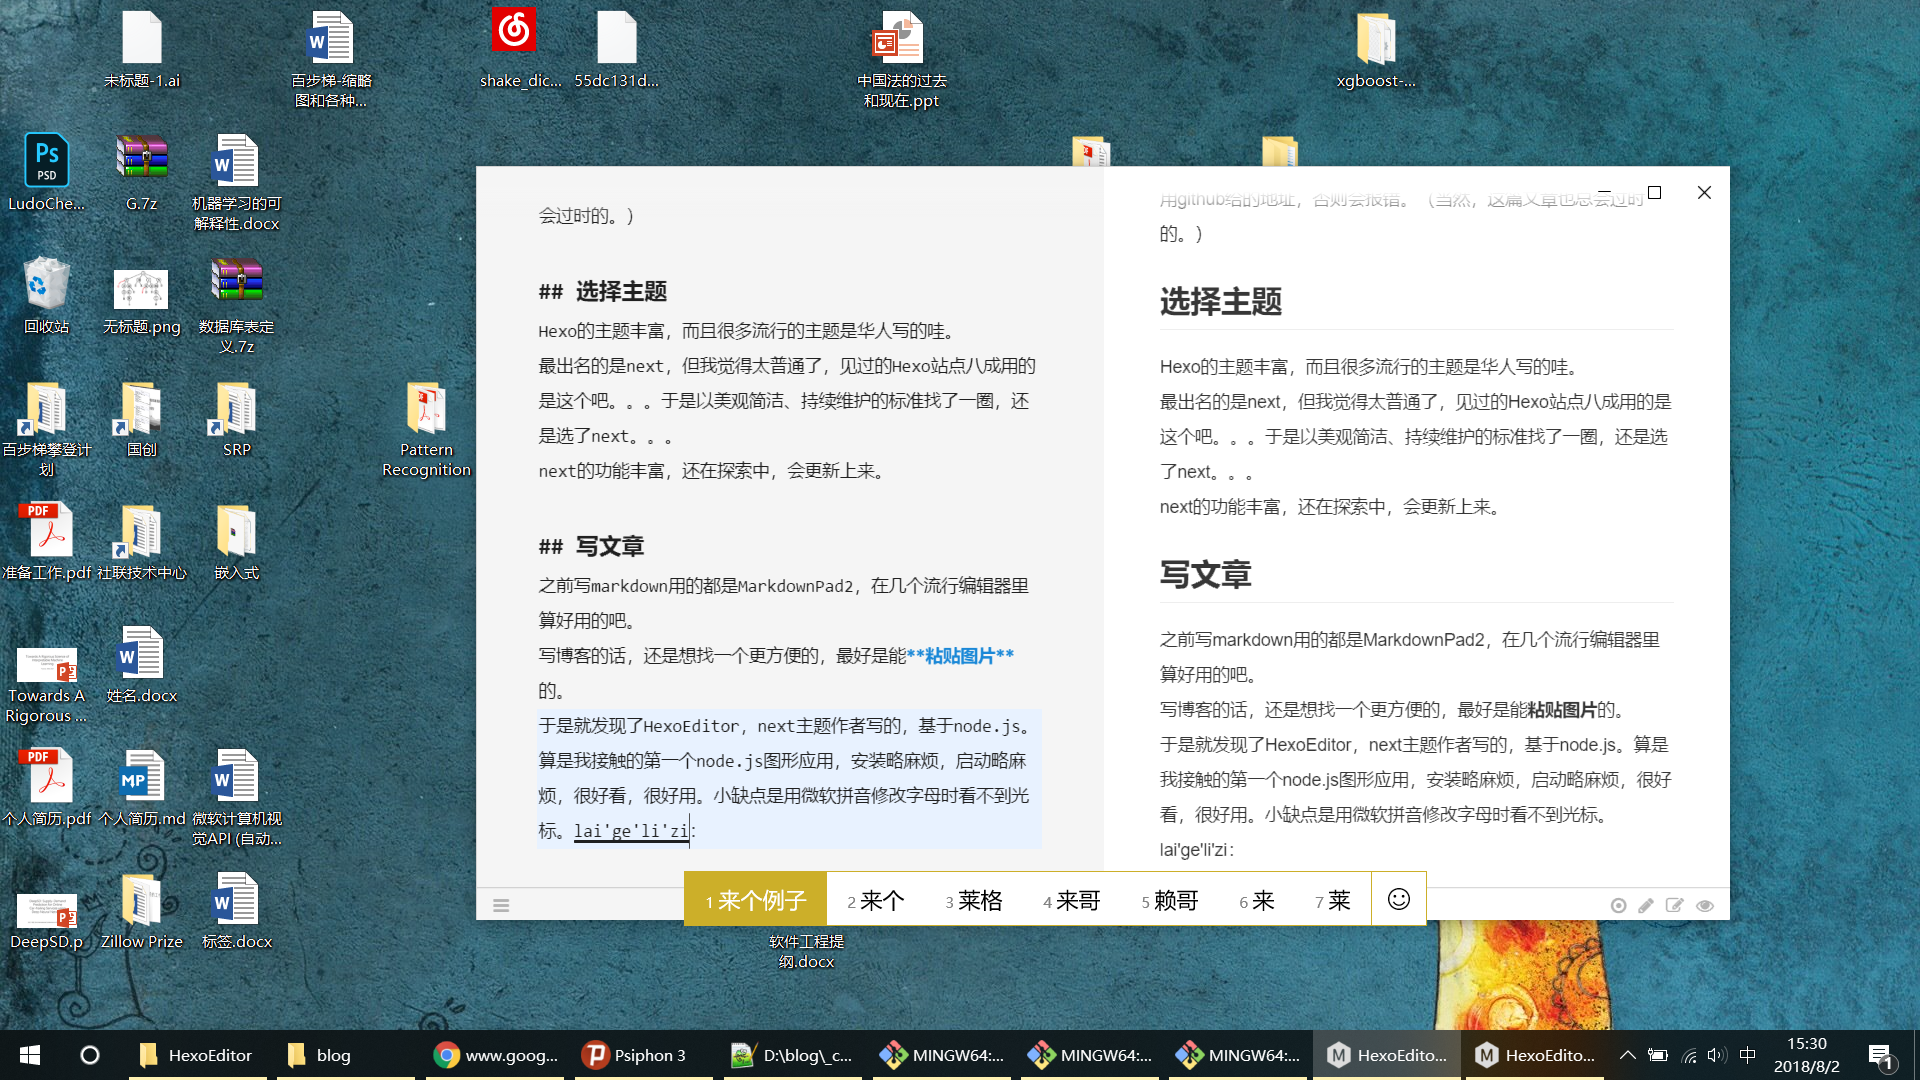 未标题-1.ai
百步梯-缩略
图和各种...
shake_dic...
55dc131d...
中国法的过去
和现在.ppt
xgboost-...
LudoChe...
G.7z
机器学习的可
解释性.docx
回收站
无标题.png
数据库表定
义.7z
百步梯攀登计
划
国创
SRP
Pattern
Recognition
准备工作.pdf
社联技术中心
嵌入式
Towards A
Rigorous ...
姓名.docx
个人简历.pdf
个人简历.md
微软计算机视
觉API (自动...
DeepSD.p
Zillow Prize
标签.docx
软件工程提
纲.docx
会过时的。）
## 选择主题
Hexo的主题丰富，而且很多流行的主题是华人写的哇。
最出名的是next，但我觉得太普通了，见过的Hexo站点八成用的
是这个吧。。。于是以美观简洁、持续维护的标准找了一圈，还
是选了next。。。
next的功能丰富，还在探索中，会更新上来。
## 写文章
之前写markdown用的都是MarkdownPad2，在几个流行编辑器里
算好用的吧。
写博客的话，还是想找一个更方便的，最好是能**粘贴图片**
的。
于是就发现了HexoEditor，next主题作者写的，基于node.js。
算是我接触的第一个node.js图形应用，安装略麻烦，启动略麻
烦，很好看，很好用。小缺点是用微软拼音修改字母时看不到光
标。lai'ge'li'zi：
用github给的地址，否则会报错。（当然，这篇文章也总会过时
的。）
选择主题
Hexo的主题丰富，而且很多流行的主题是华人写的哇。
最出名的是next，但我觉得太普通了，见过的Hexo站点八成用的是
这个吧。。。于是以美观简洁、持续维护的标准找了一圈，还是选
了next。。。
next的功能丰富，还在探索中，会更新上来。
写文章
之前写markdown用的都是MarkdownPad2，在几个流行编辑器里
算好用的吧。
写博客的话，还是想找一个更方便的，最好是能粘贴图片的。
于是就发现了HexoEditor，next主题作者写的，基于node.js。算是
我接触的第一个node.js图形应用，安装略麻烦，启动略麻烦，很好
看，很好用。小缺点是用微软拼音修改字母时看不到光标。
lai'ge'li'zi：
1 来个例子 2 来个 3 莱格 4 来哥 5 赖哥 6 来 7 莱
HexoEditor
blog
www.goog...
Psiphon 3
D:\blog\_c...
MINGW64:...
MINGW64:...
MINGW64:...
HexoEdito...
HexoEdito...
中
15:30
2018/8/2
1